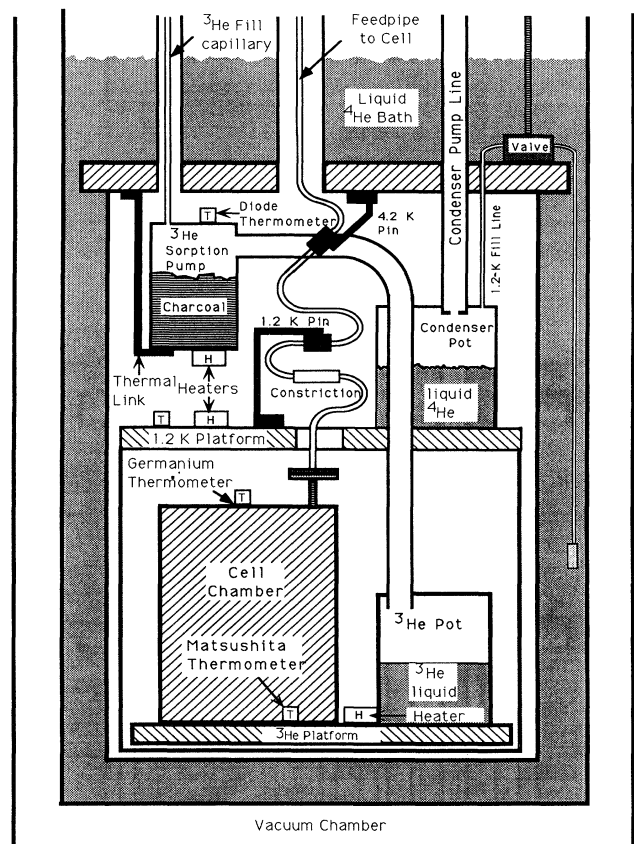 ³He Fill
capillary
Feedpipe
to Cell
Liquid
⁴He Bath
Condenser Pump Line
Valve
T
Diode
Thermometer
4.2 K
Pin
1.2-K Fill Line
³He
Sorption
Pump
Charcoal
1.2 K Pin
Condenser
Pot
H
Thermal
Link
Heaters
Constriction
liquid
⁴He
T
H
1.2 K Platform
Germanium
Thermometer
T
Cell
Chamber
³He Pot
Matsushita
Thermometer
³He
liquid
T
H
Heater
³He Platform
Vacuum Chamber